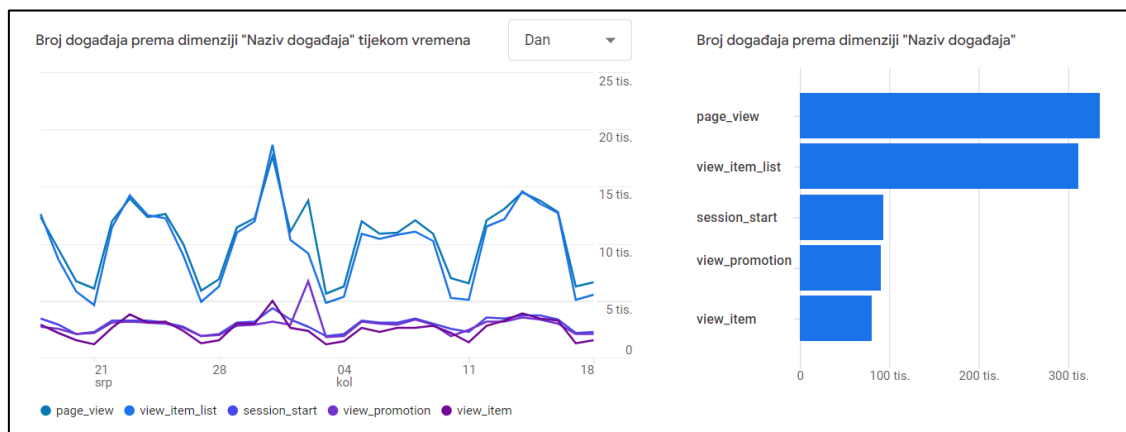 Broj događaja prema dimenziji "Naziv događaja" tijekom vremena
Dan
25 tis.
20 tis.
15 tis.
10 tis.
5 tis.
0
21
srp
28
04
kol
11
18
page_view
view_item_list
session_start
view_promotion
view_item
Broj događaja prema dimenziji "Naziv događaja"
page_view
view_item_list
session_start
view_promotion
view_item
0
100 tis.
200 tis.
300 tis.